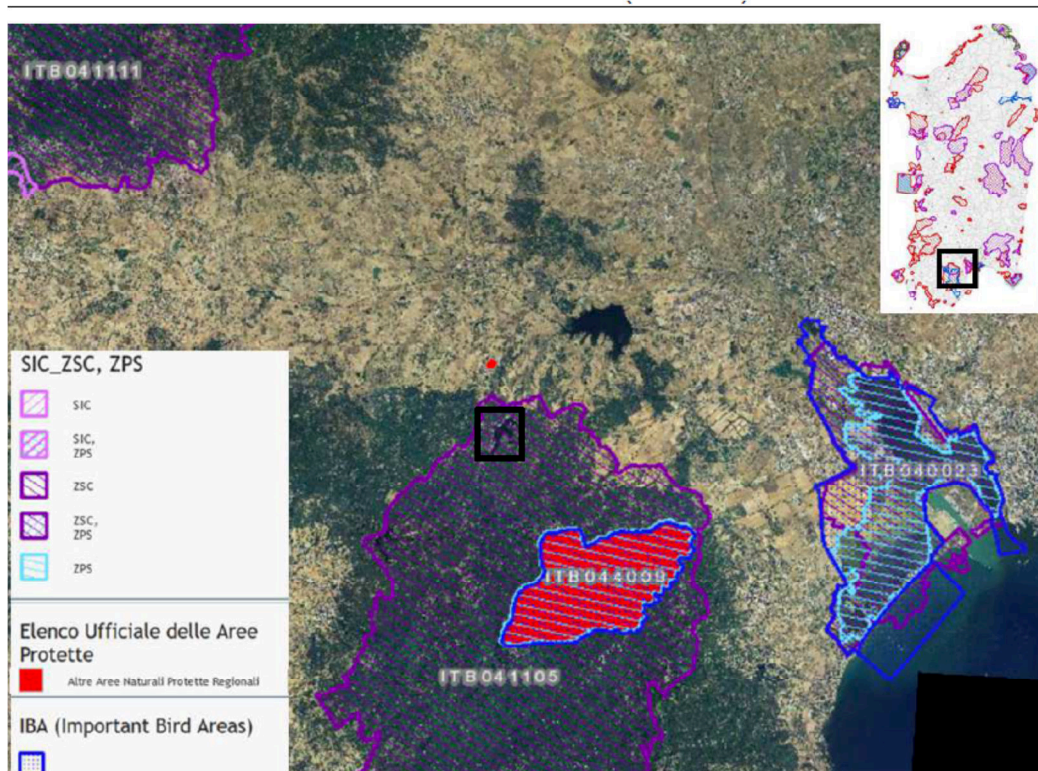 ITB041111
SIC_ZSC, ZPS
SIC
SIC,
ZPS
ZSC
ZSC,
ZPS
ZPS
Elenco Ufficiale delle Aree
Protette
Altre Aree Naturali Protette Regionali
IBA (Important Bird Areas)
ITB040023
ITB044009
ITB041105